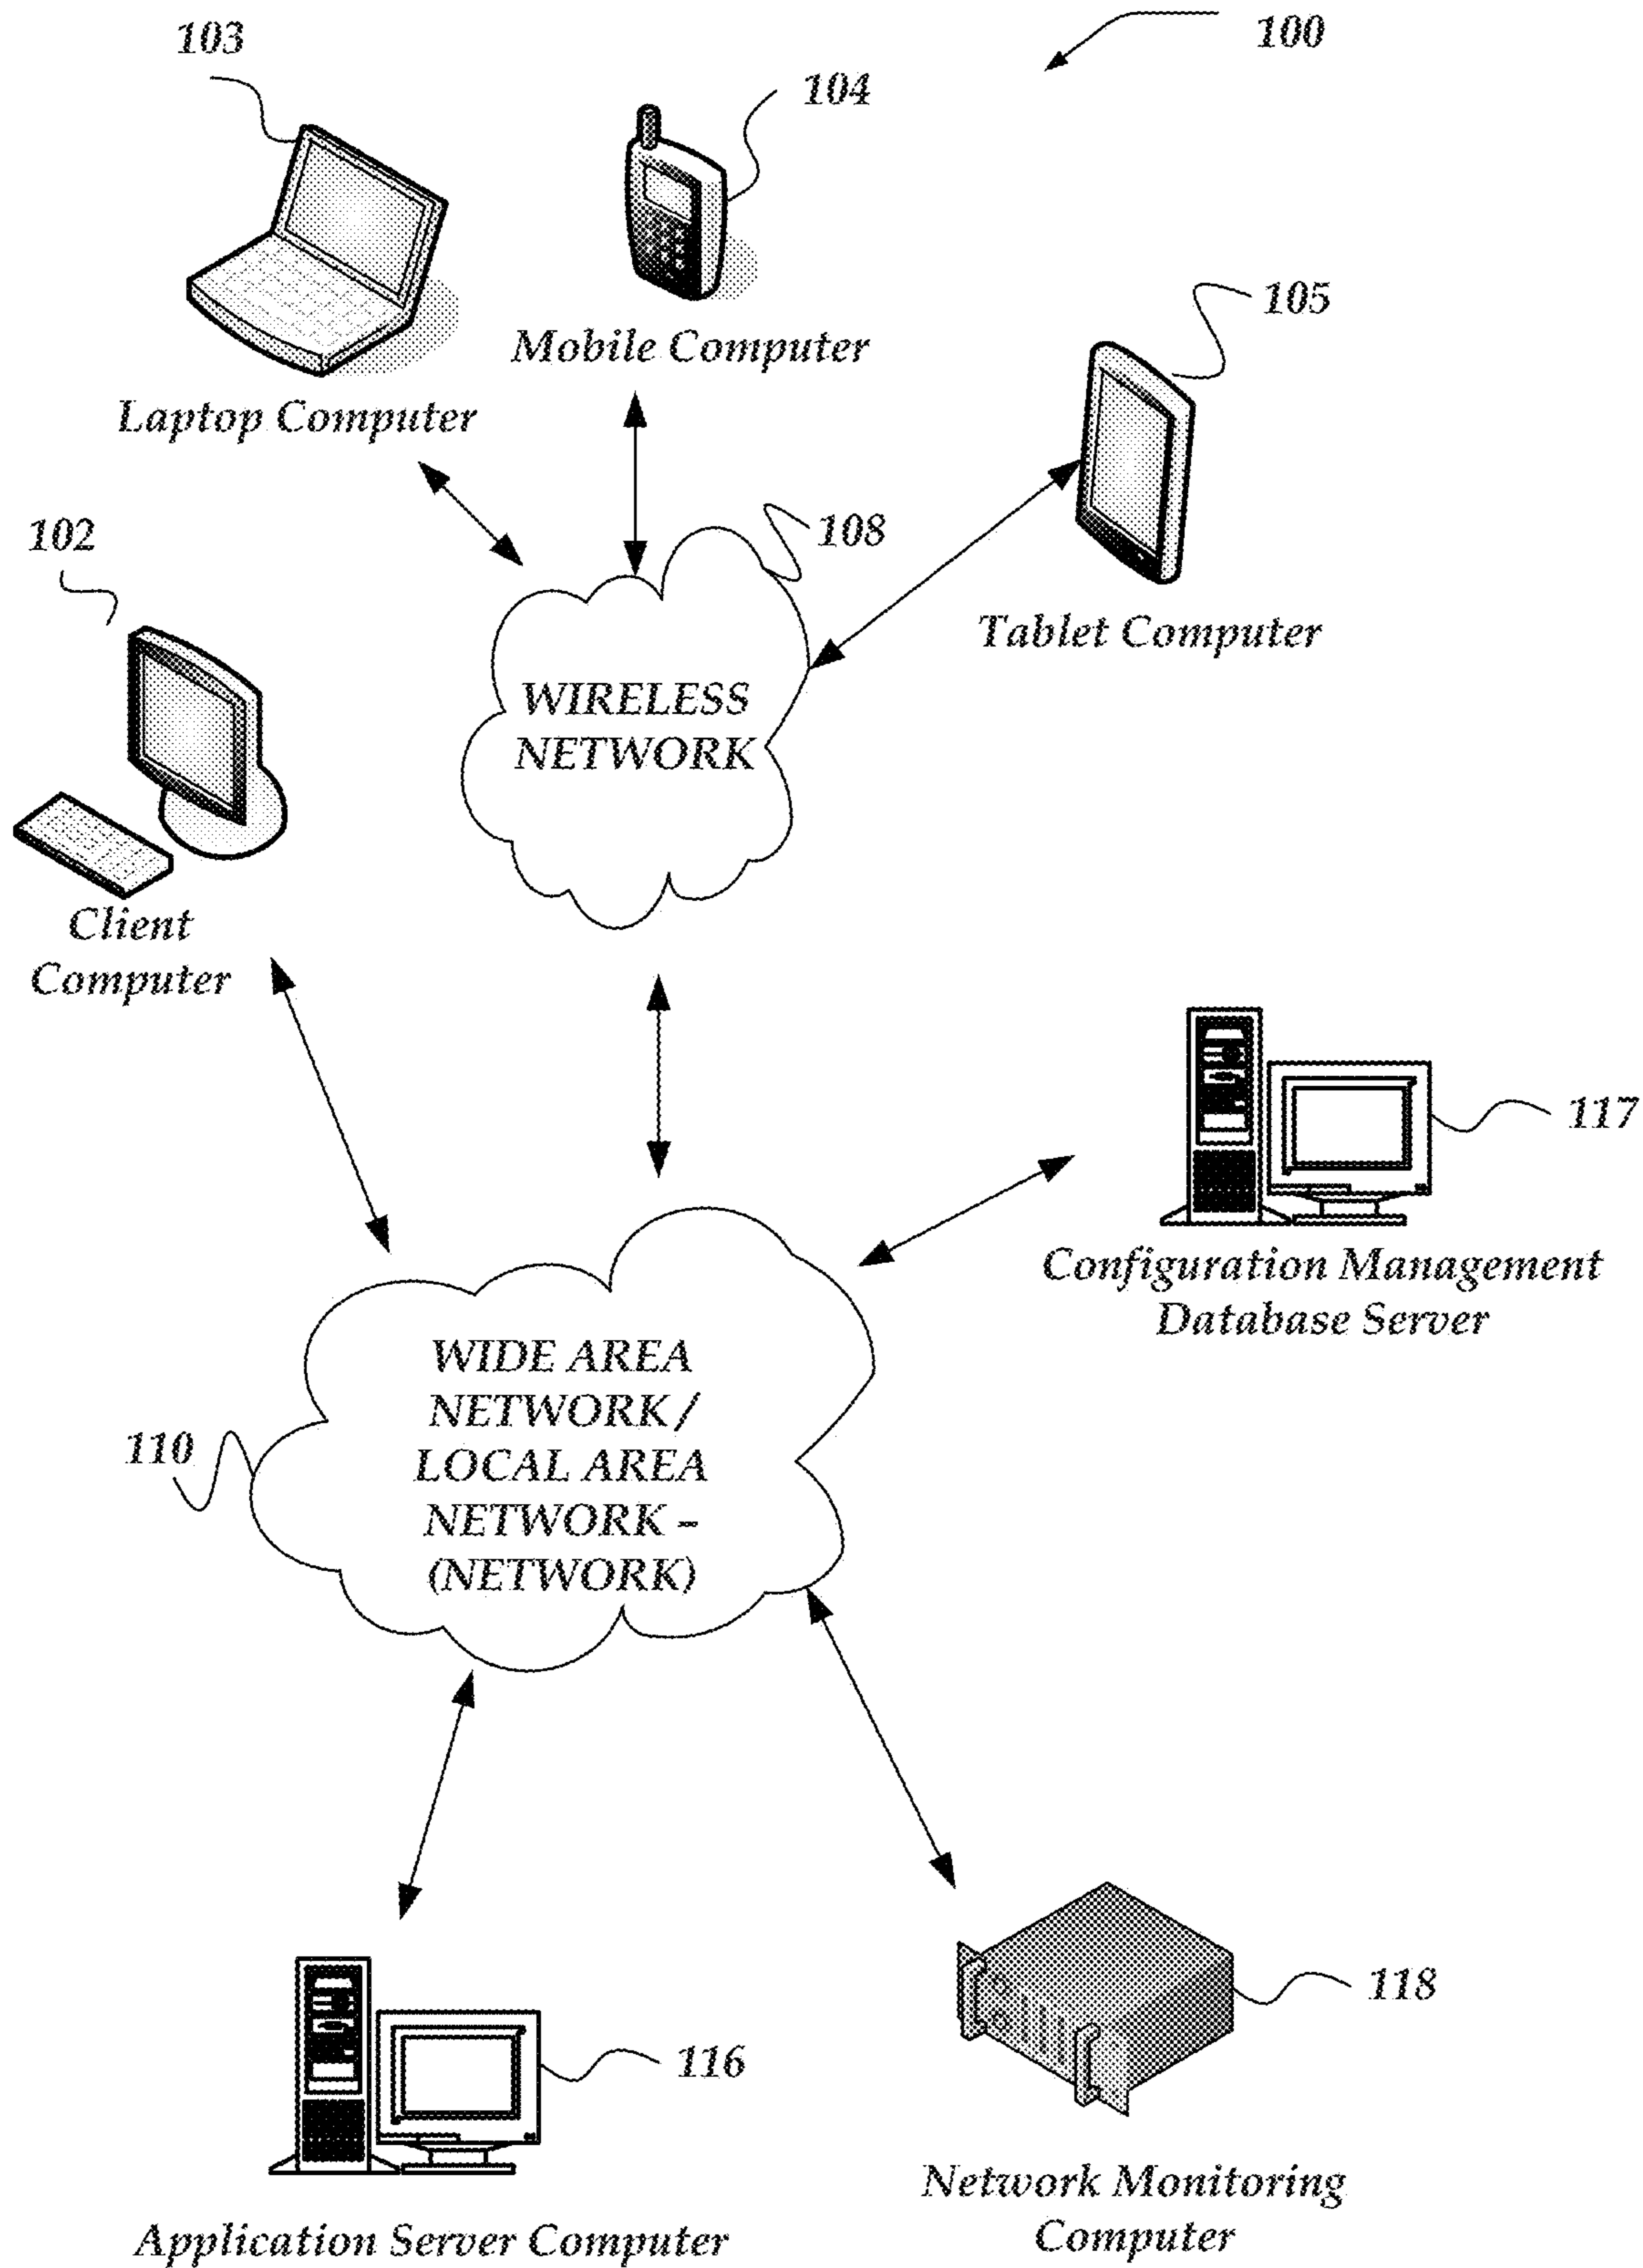 103
100
104
105
Mobile Computer
Laptop Computer
108
102
Tablet Computer
WIRELESS
NETWORK
Client
Computer
117
Configuration Management
Database Server
WIDE AREA
NETWORK /
LOCAL AREA
NETWORK –
(NETWORK)
110
118
116
Network Monitoring
Computer
Application Server Computer